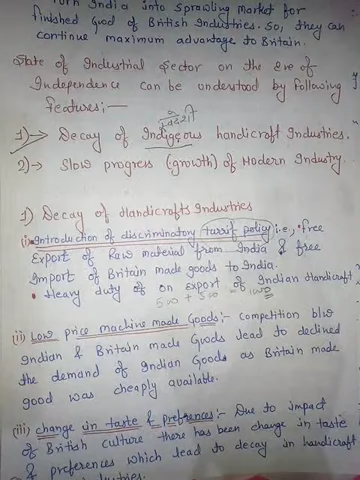 Turn India into sprawling market for
finished Good of British Industries. So, they can
continue maximum advantage to Britain.
State of Industrial Sector on the Eve of
Independence can be understood by following
features:—
1)→ Decay of Indigeous handicraft Industries.
2)→ Slow progress (growth) of Modern Industry.
1) Decay of Handicrafts Industries
(i) Introduction of discriminatory tarrif policy i.e., free
Export of Raw material from India & free
Import of Britain made goods to India.
• Heavy duty of on export of Indian Handicraft
500 + 500 =
(ii) Low price machine made Goods:- competition b/w
Indian & Britain made Goods lead to declined
the demand of Indian Goods as Britain made
good was cheaply available.
(iii) change in taste & prefrences:- Due to impact
of British culture there has been change in taste
& preferences which lead to decay in handicraft